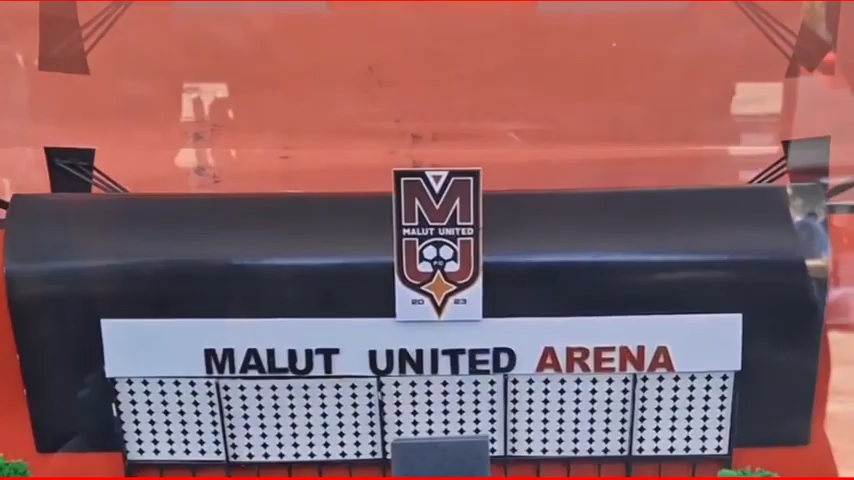 M
MALUT UNITED
U
FC
20 23
MALUT UNITED ARENA